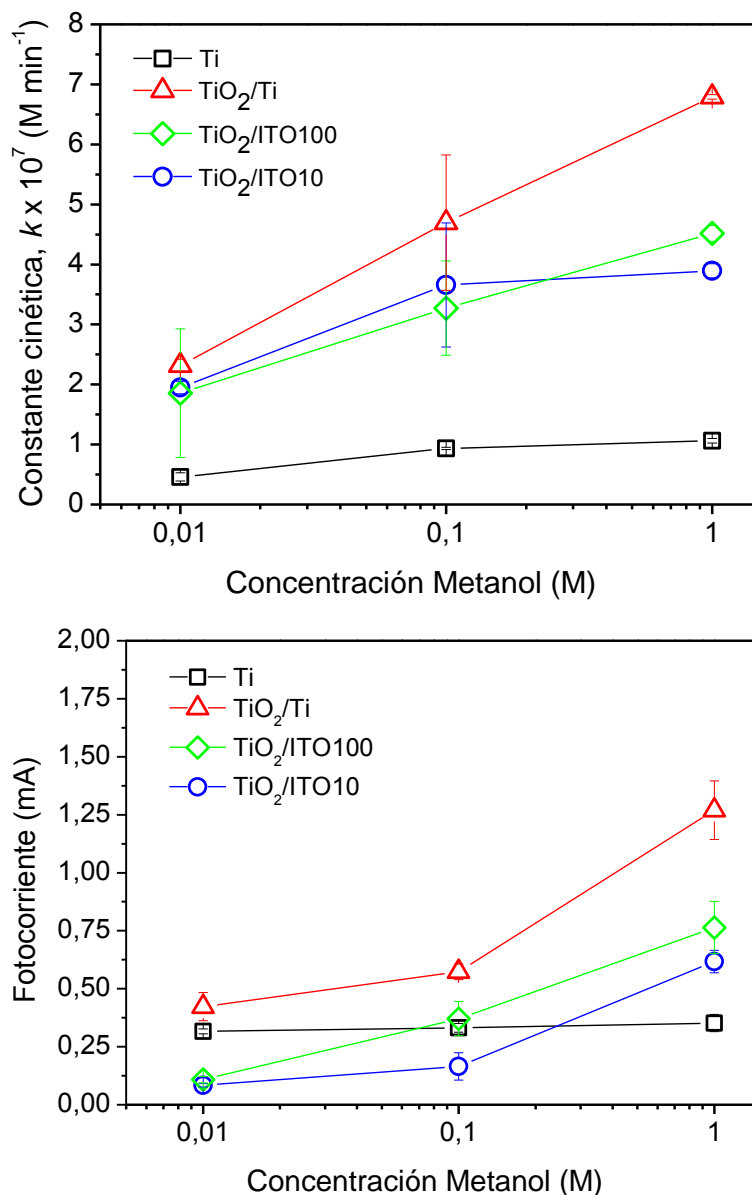 Constante cinética, k x 10⁷ (M min⁻¹)
8
7
6
5
4
3
2
1
0
Ti
TiO₂/Ti
TiO₂/ITO100
TiO₂/ITO10
0,01 0,1 1
Concentración Metanol (M)
Fotocorriente (mA)
2,00
1,75
1,50
1,25
1,00
0,75
0,50
0,25
0,00
Ti
TiO₂/Ti
TiO₂/ITO100
TiO₂/ITO10
0,01 0,1 1
Concentración Metanol (M)